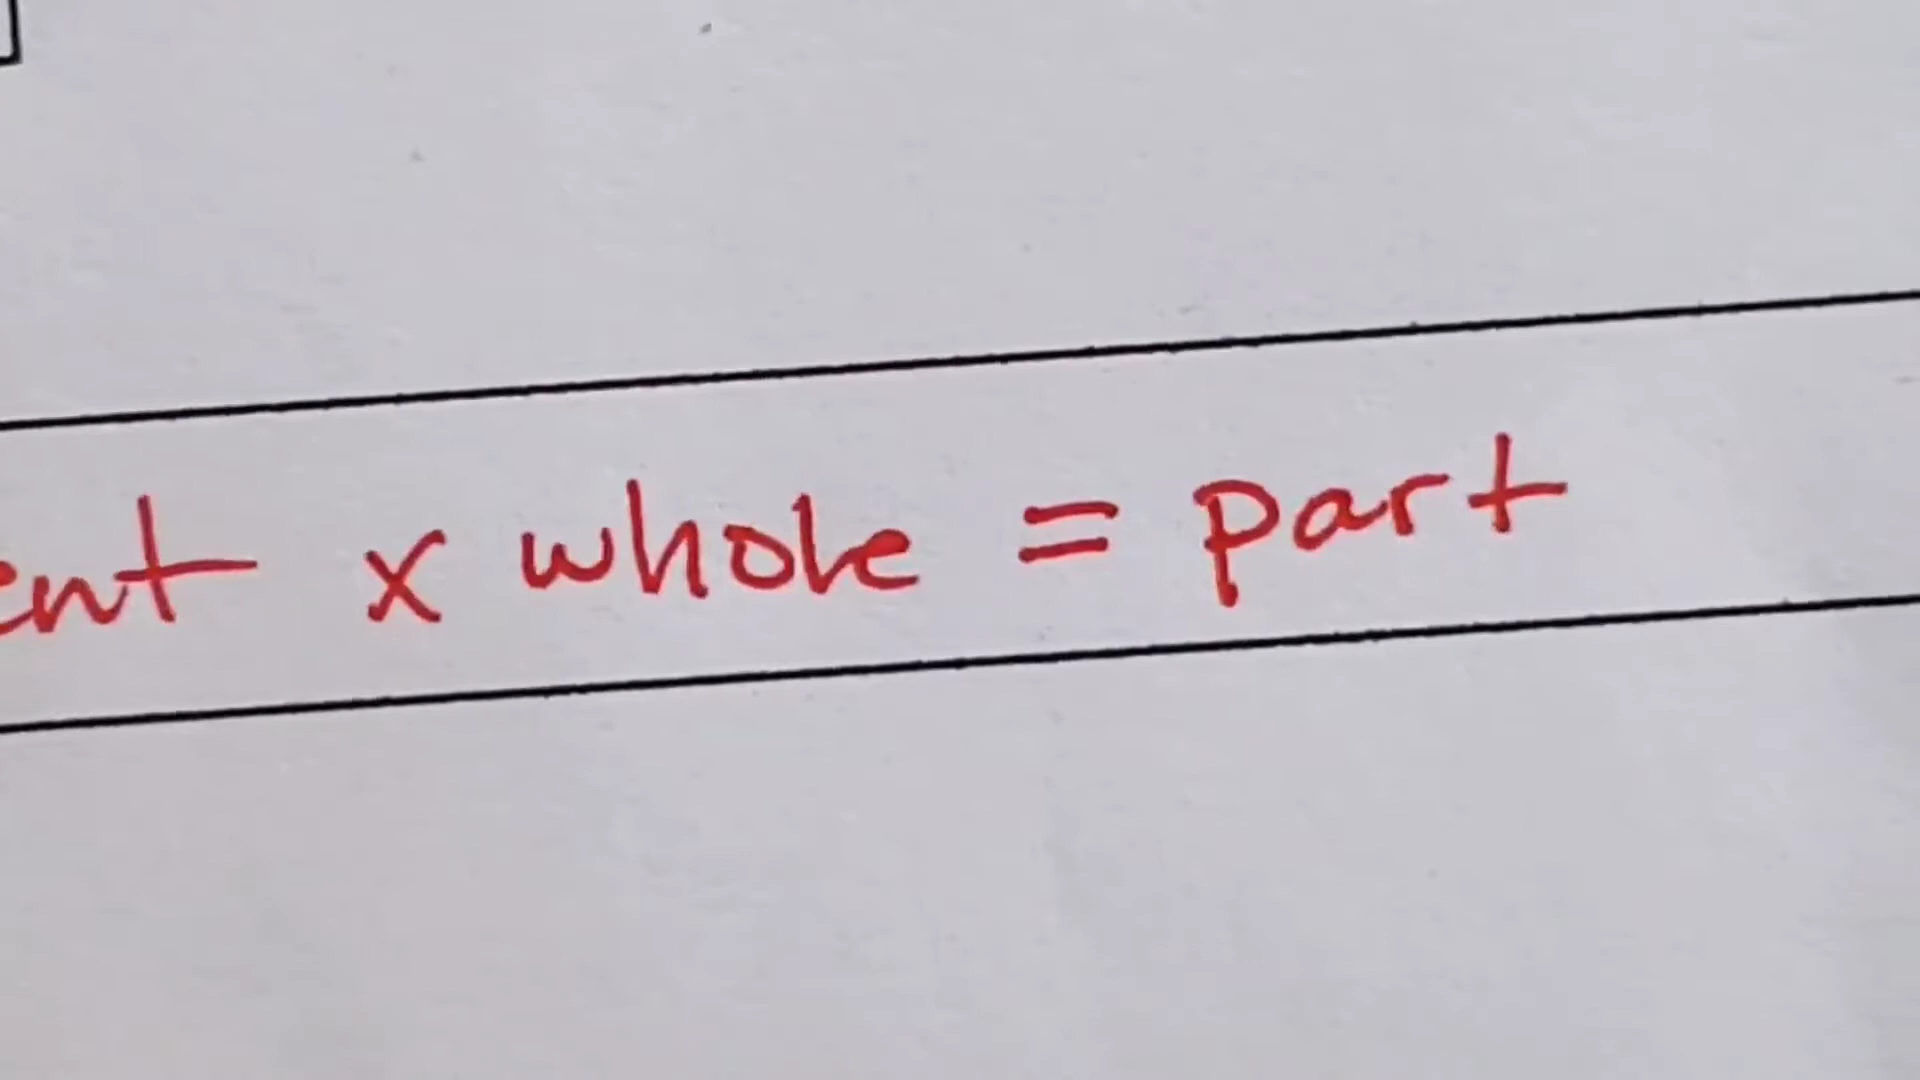 ent x whole = part